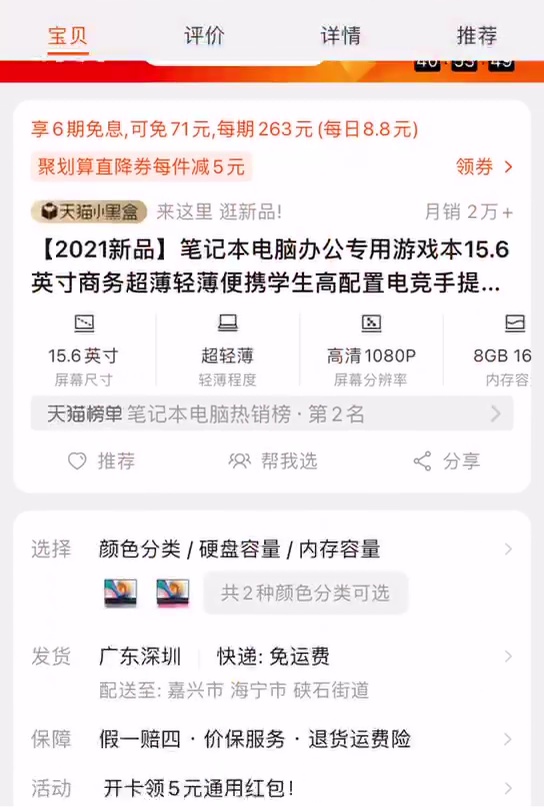 宝贝 评价 详情 推荐
享6期免息,可免71元,每期263元(每日8.8元)
聚划算直降券每件减5元 领券
天猫小黑盒 来这里 逛新品! 月销 2万+
【2021新品】笔记本电脑办公专用游戏本15.6
英寸商务超薄轻薄便携学生高配置电竞手提...
15.6英寸 超轻薄 高清1080P 8GB 16
屏幕尺寸 轻薄程度 屏幕分辨率 内存容
天猫榜单 笔记本电脑热销榜 · 第2名
推荐 帮我选 分享
选择 颜色分类 / 硬盘容量 / 内存容量
共2种颜色分类可选
发货 广东深圳 快递: 免运费
配送至: 嘉兴市 海宁市 硖石街道
保障 假一赔四 · 价保服务 · 退货运费险
活动 开卡领5元通用红包!